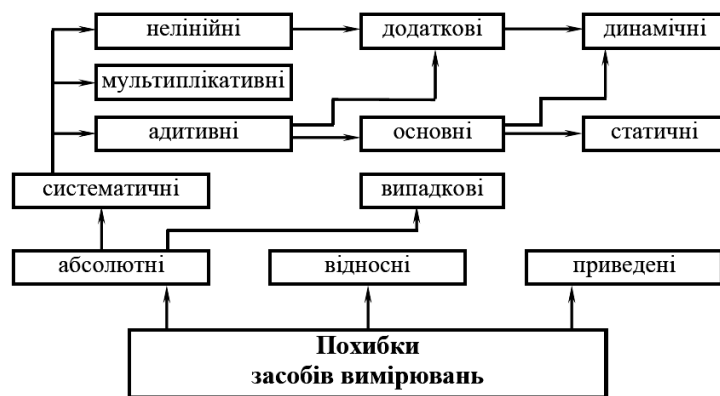 нелінійні
додаткові
динамічні
мультиплікативні
адитивні
основні
статичні
систематичні
випадкові
абсолютні
відносні
приведені
Похибки
засобів вимірювань